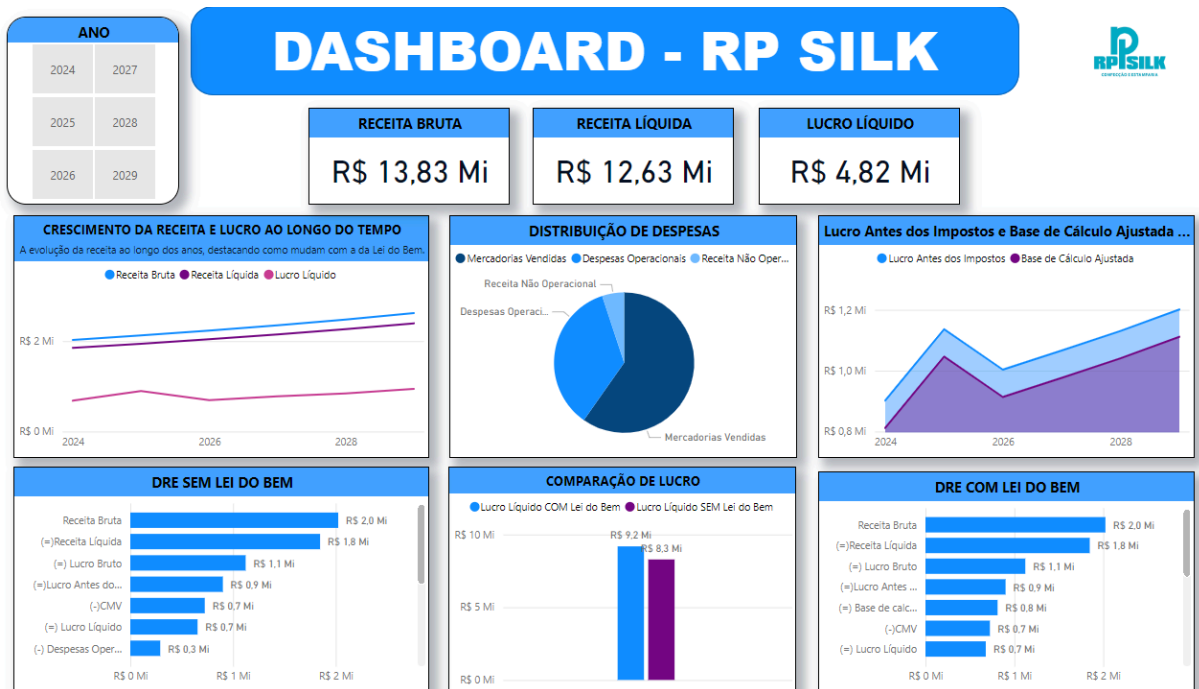 ANO
2024
2027
2025
2028
2026
2029
DASHBOARD - RP SILK
RP SILK
CONFECÇÃO E ESTAMPARIA
RECEITA BRUTA
R$ 13,83 Mi
RECEITA LÍQUIDA
R$ 12,63 Mi
LUCRO LÍQUIDO
R$ 4,82 Mi
CRESCIMENTO DA RECEITA E LUCRO AO LONGO DO TEMPO
A evolução da receita ao longo dos anos, destacando como mudam com a da Lei do Bem.
Receita Bruta Receita Líquida Lucro Líquido
R$ 2 Mi
R$ 0 Mi
2024 2026 2028
DISTRIBUIÇÃO DE DESPESAS
Mercadorias Vendidas Despesas Operacionais Receita Não Oper...
Receita Não Operacional
Despesas Operaci...
Mercadorias Vendidas
Lucro Antes dos Impostos e Base de Cálculo Ajustada ...
Lucro Antes dos Impostos Base de Cálculo Ajustada
R$ 1,2 Mi
R$ 1,0 Mi
R$ 0,8 Mi
2024 2026 2028
DRE SEM LEI DO BEM
Receita Bruta R$ 2,0 Mi
(=)Receita Líquida R$ 1,8 Mi
(=) Lucro Bruto R$ 1,1 Mi
(=)Lucro Antes do... R$ 0,9 Mi
(-)CMV R$ 0,7 Mi
(=) Lucro Líquido R$ 0,7 Mi
(-) Despesas Oper... R$ 0,3 Mi
R$ 0 Mi R$ 1 Mi R$ 2 Mi
COMPARAÇÃO DE LUCRO
Lucro Líquido COM Lei do Bem Lucro Líquido SEM Lei do Bem
R$ 10 Mi
R$ 9,2 Mi
R$ 8,3 Mi
R$ 5 Mi
R$ 0 Mi
DRE COM LEI DO BEM
Receita Bruta R$ 2,0 Mi
(=)Receita Líquida R$ 1,8 Mi
(=) Lucro Bruto R$ 1,1 Mi
(=)Lucro Antes ... R$ 0,9 Mi
(=) Base de calc... R$ 0,8 Mi
(-)CMV R$ 0,7 Mi
(=) Lucro Líquido R$ 0,7 Mi
R$ 0 Mi R$ 1 Mi R$ 2 Mi